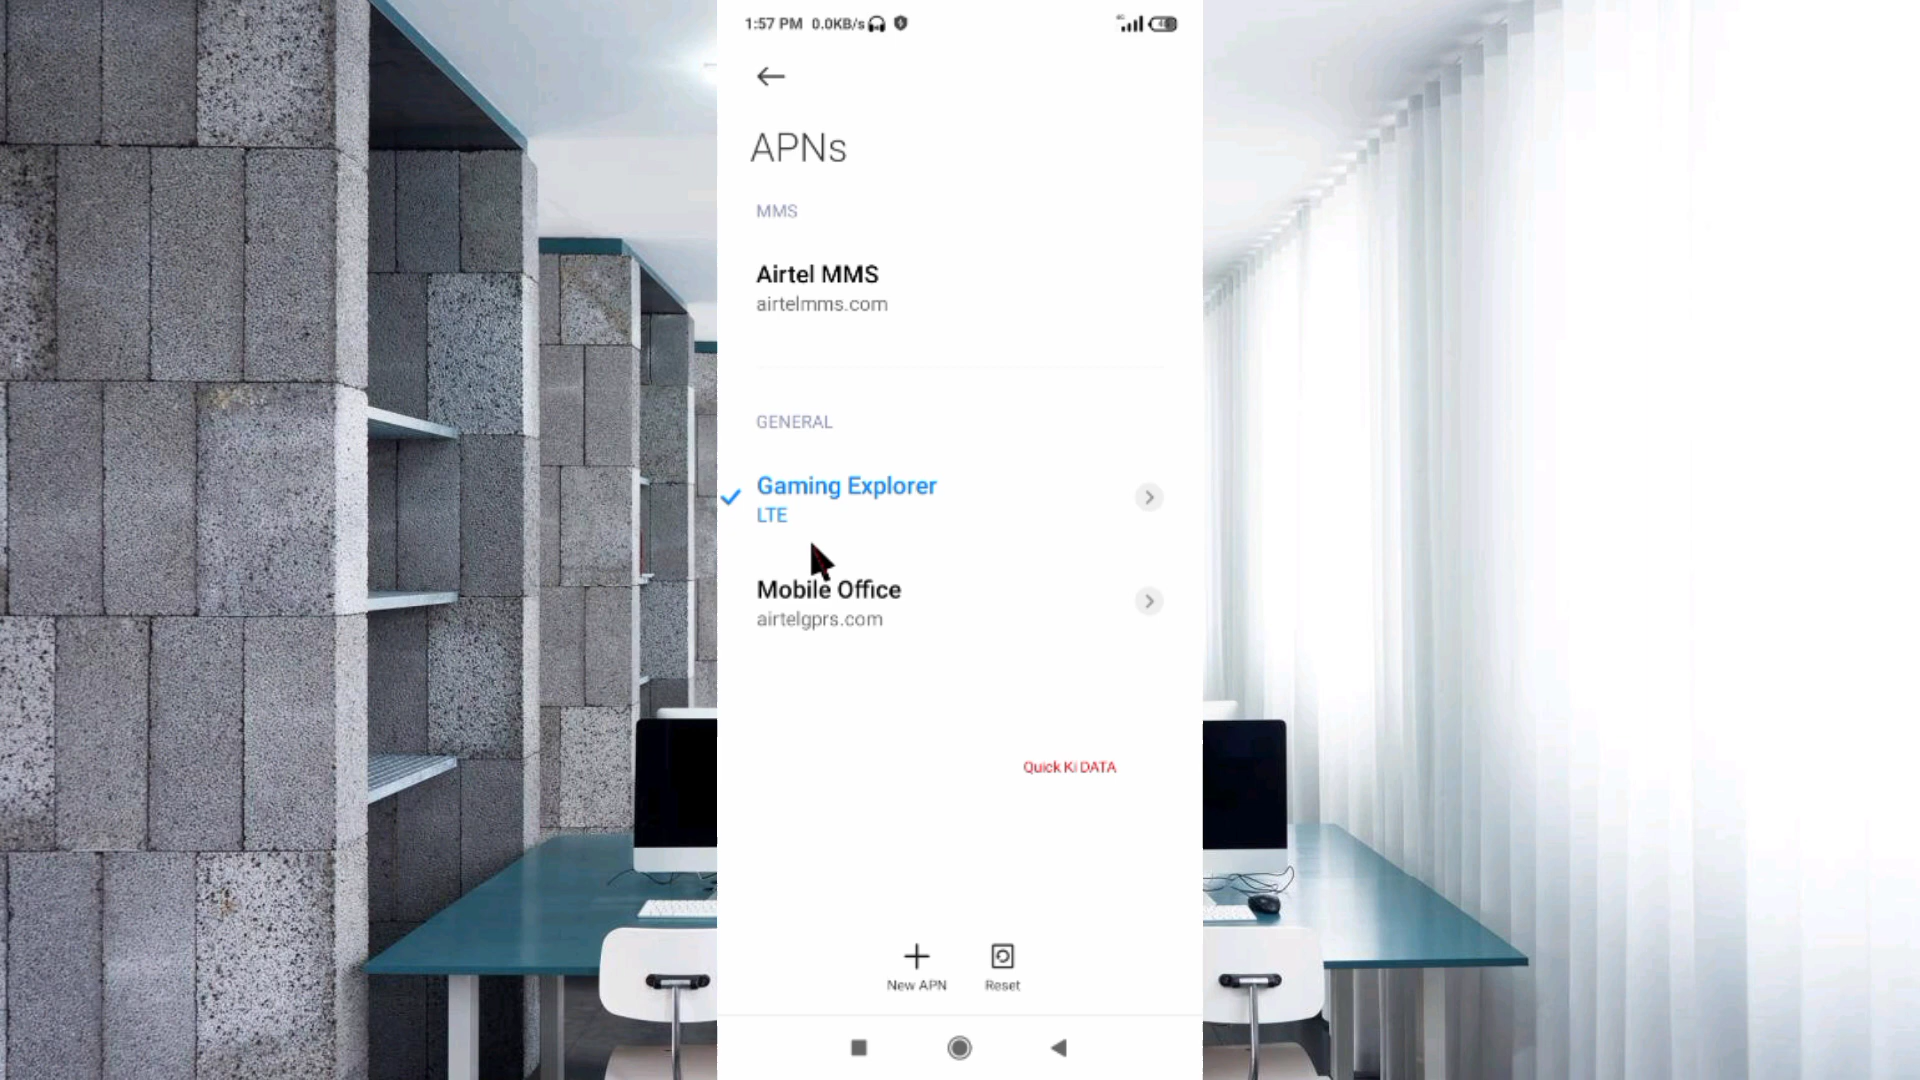 1:57 PM 0.0KB/s
APNs
MMS
Airtel MMS
airtelmms.com
GENERAL
Gaming Explorer
LTE
Mobile Office
airtelgprs.com
Quick Ki DATA
New APN Reset